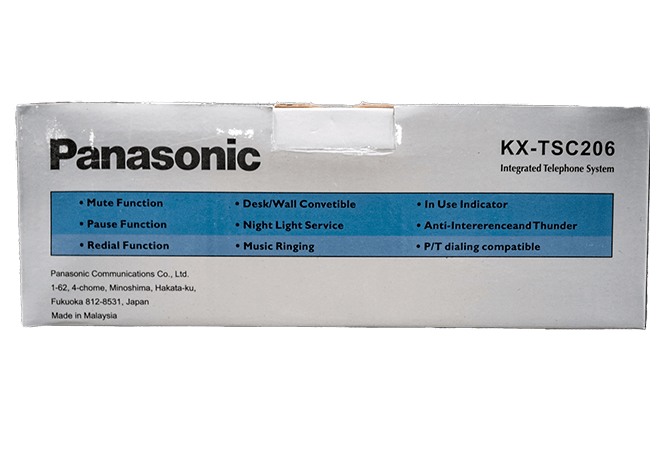 Panasonic
KX-TSC206
Integrated Telephone System
• Mute Function
• Desk/Wall Convetible
• In Use Indicator
• Pause Function
• Night Light Service
• Anti-IntererenceandThunder
• Redial Function
• Music Ringing
• P/T dialing compatible
Panasonic Communications Co., Ltd.
1-62, 4-chome, Minoshima, Hakata-ku,
Fukuoka 812-8531, Japan
Made in Malaysia